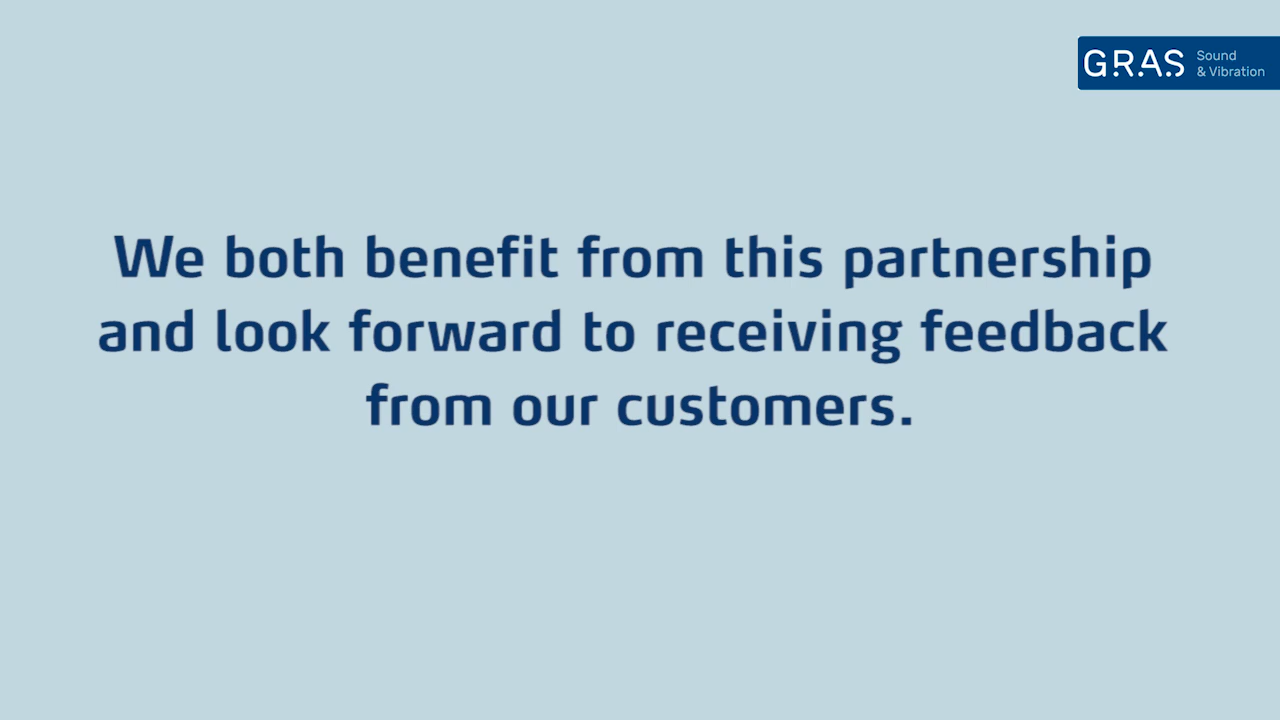 GRAS Sound
& Vibration
We both benefit from this partnership
and look forward to receiving feedback
from our customers.